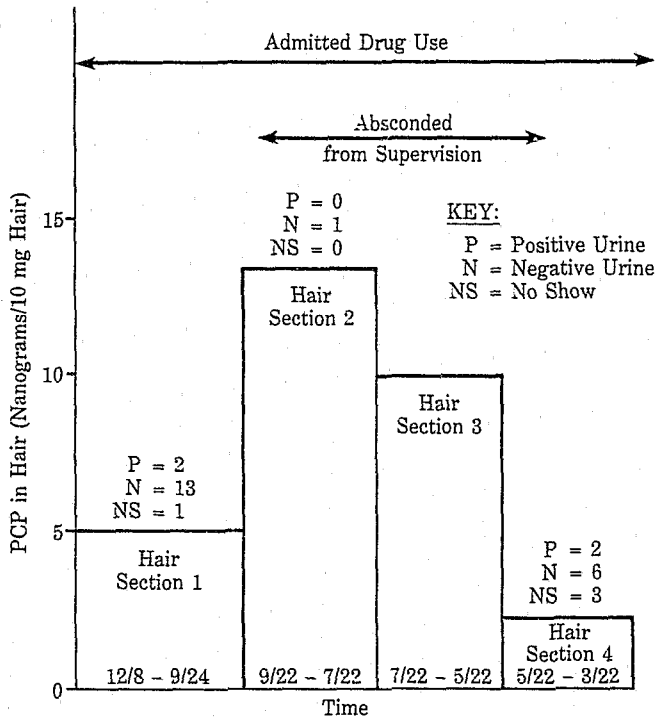 Admitted Drug Use
Absconded
from Supervision
PCP in Hair (Nanograms/10 mg Hair)
15
10
5
0
P = 0
N = 1
NS = 0
KEY:
P = Positive Urine
N = Negative Urine
NS = No Show
Hair
Section 2
Hair
Section 3
P = 2
N = 13
NS = 1
Hair
Section 1
P = 2
N = 6
NS = 3
Hair
Section 4
12/8 – 9/24
9/22 – 7/22
7/22 – 5/22
5/22 – 3/22
Time